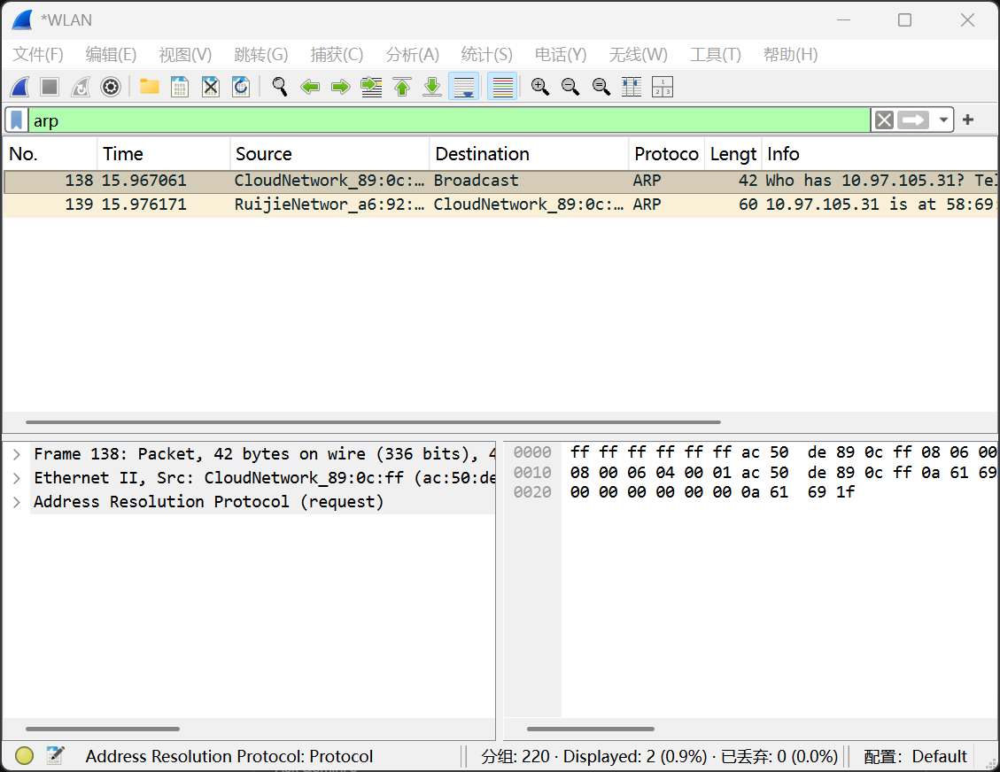 *WLAN
文件(F) 编辑(E) 视图(V) 跳转(G) 捕获(C) 分析(A) 统计(S) 电话(Y) 无线(W) 工具(T) 帮助(H)
arp
No. Time Source Destination Protoco Lengt Info
138 15.967061 CloudNetwork_89:0c:… Broadcast ARP 42 Who has 10.97.105.31? Tel
139 15.976171 RuijieNetwor_a6:92:… CloudNetwork_89:0c:… ARP 60 10.97.105.31 is at 58:69:
Frame 138: Packet, 42 bytes on wire (336 bits), 4
Ethernet II, Src: CloudNetwork_89:0c:ff (ac:50:de
Address Resolution Protocol (request)
0000 ff ff ff ff ff ff ac 50 de 89 0c ff 08 06 00
0010 08 00 06 04 00 01 ac 50 de 89 0c ff 0a 61 69
0020 00 00 00 00 00 00 0a 61 69 1f
Address Resolution Protocol: Protocol
分组: 220 · Displayed: 2 (0.9%) · 已丢弃: 0 (0.0%)
配置: Default